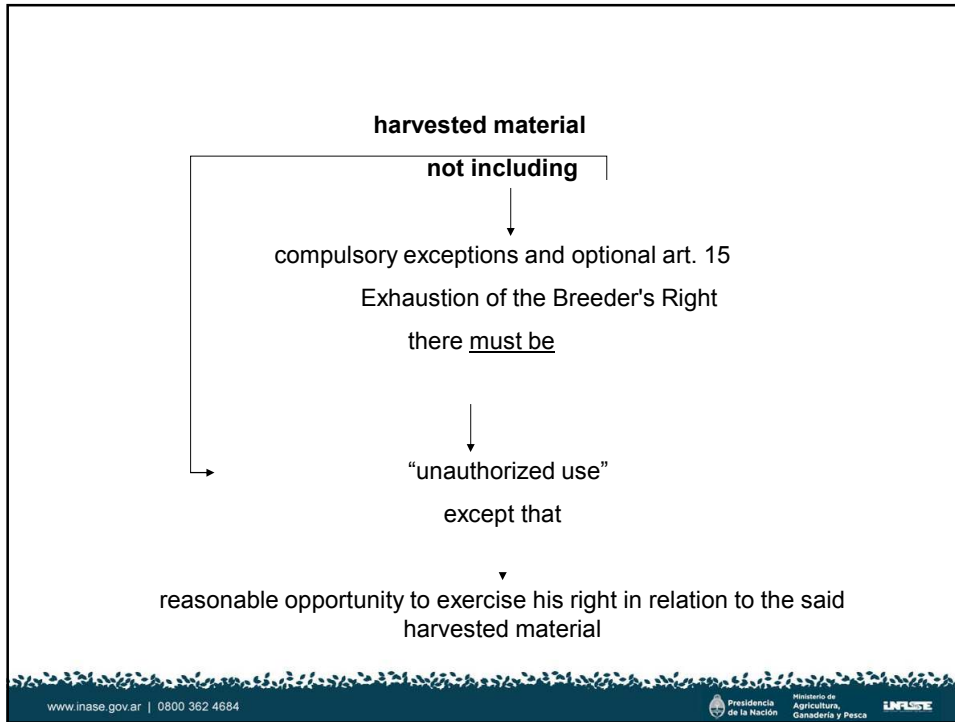 harvested material
not including
compulsory exceptions and optional art. 15
Exhaustion of the Breeder's Right
there must be
“unauthorized use”
except that
reasonable opportunity to exercise his right in relation to the said
harvested material
www.inase.gov.ar | 0800 362 4684
Presidencia
de la Nación
Ministerio de
Agricultura,
Ganadería y Pesca
INASE